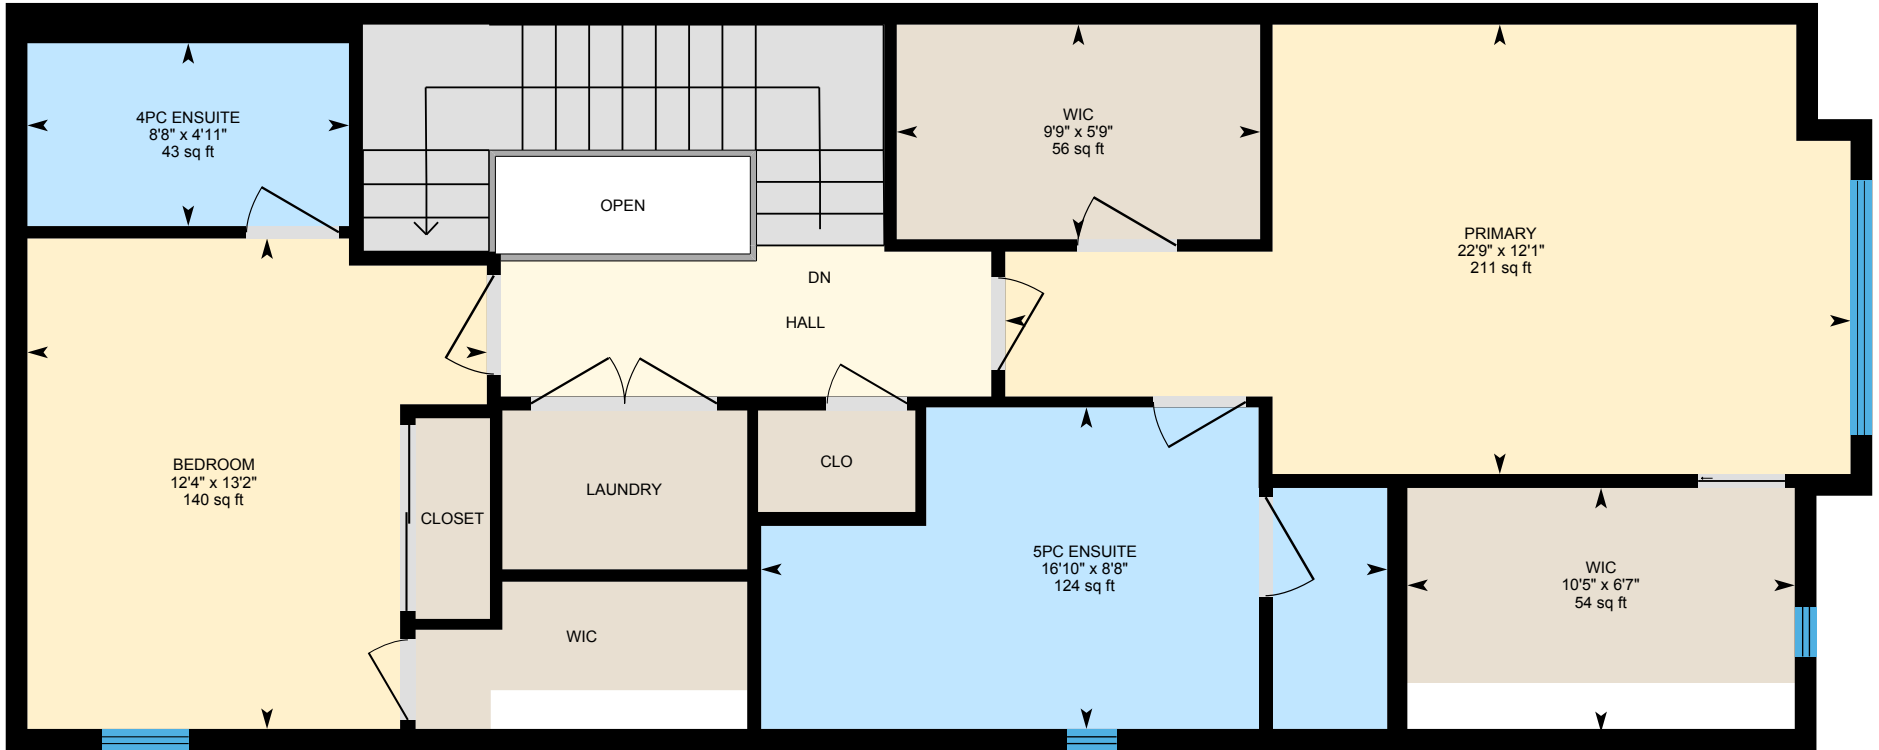 4PC ENSUITE
8'8" x 4'11"
43 sq ft
OPEN
WIC
9'9" x 5'9"
56 sq ft
PRIMARY
22'9" x 12'1"
211 sq ft
DN
HALL
BEDROOM
12'4" x 13'2"
140 sq ft
CLOSET
LAUNDRY
CLO
WIC
5PC ENSUITE
16'10" x 8'8"
124 sq ft
WIC
10'5" x 6'7"
54 sq ft